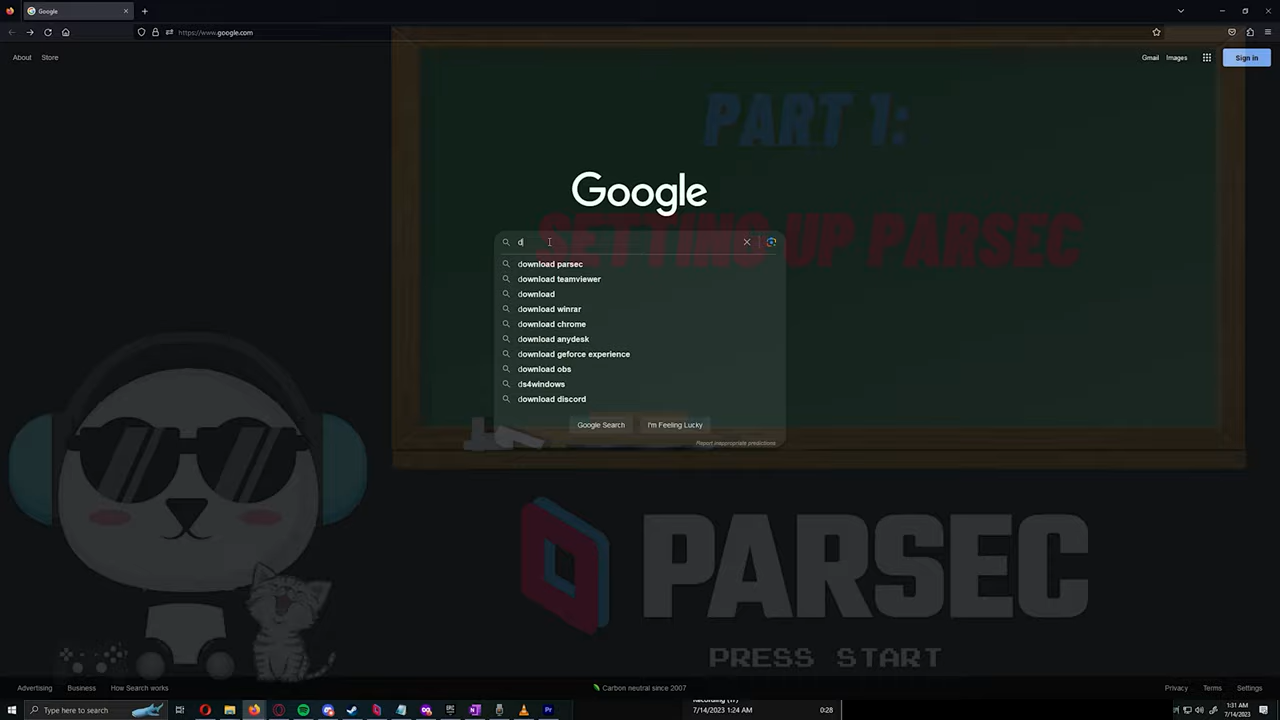 Google
https://www.google.com
About
Store
Gmail
Images
Sign in
PART 1:
SETTING UP PARSEC
Google
d
download parsec
download teamviewer
download
download winrar
download chrome
download anydesk
download geforce experience
download obs
ds4windows
download discord
Google Search
I'm Feeling Lucky
Report inappropriate predictions
PARSEC
PRESS START
Advertising
Business
How Search works
Carbon neutral since 2007
Privacy
Terms
Settings
Type here to search
7/14/2023 1:24 AM
0:28
1:31 AM
7/14/2023